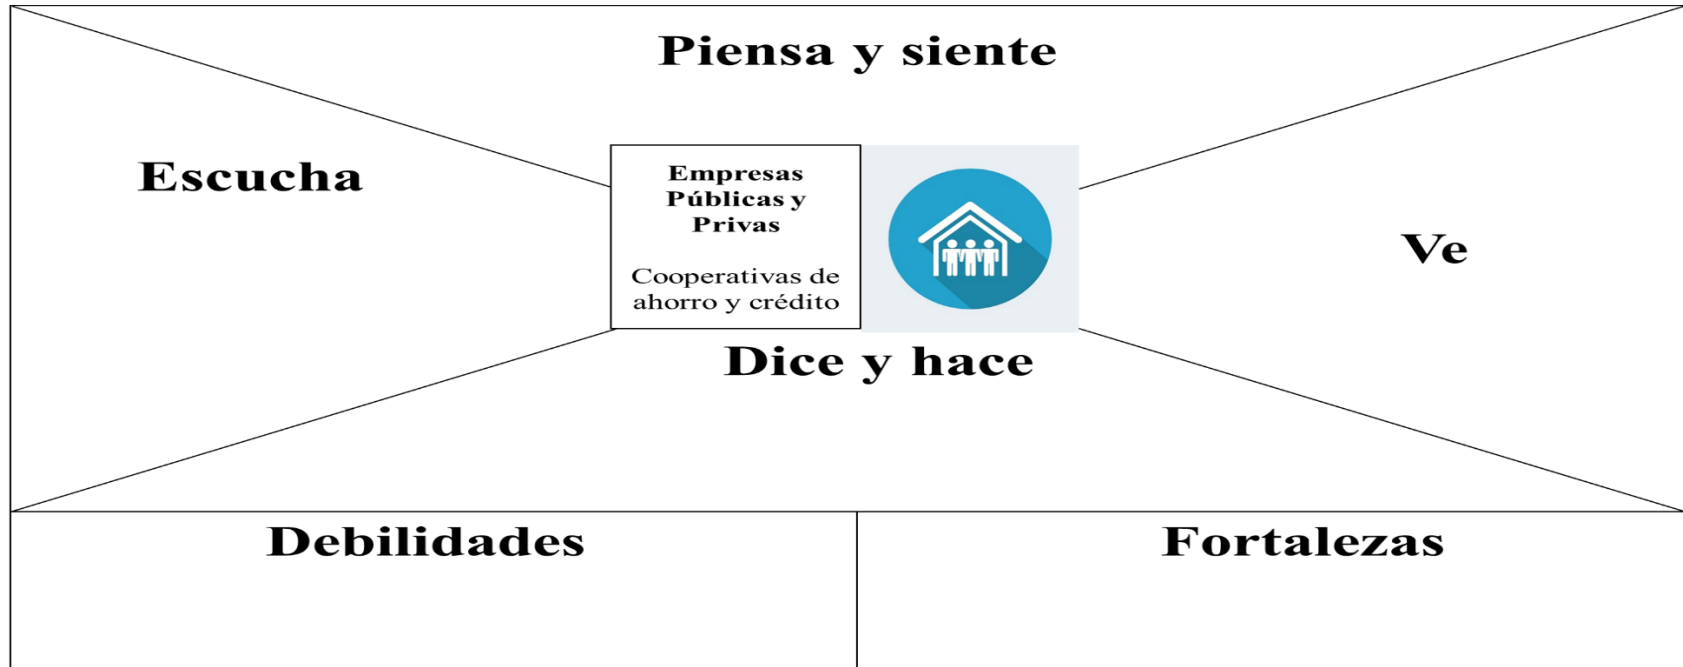 Piensa y siente
Escucha
Empresas
Públicas y
Privas
Cooperativas de
ahorro y crédito
Ve
Dice y hace
Debilidades
Fortalezas